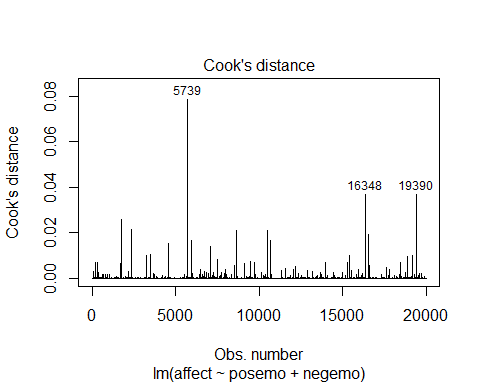 Cook's distance
5739
16348 19390
Cook's distance
0.00 0.02 0.04 0.06 0.08
0 5000 10000 15000 20000
Obs. number
lm(affect ~ posemo + negemo)